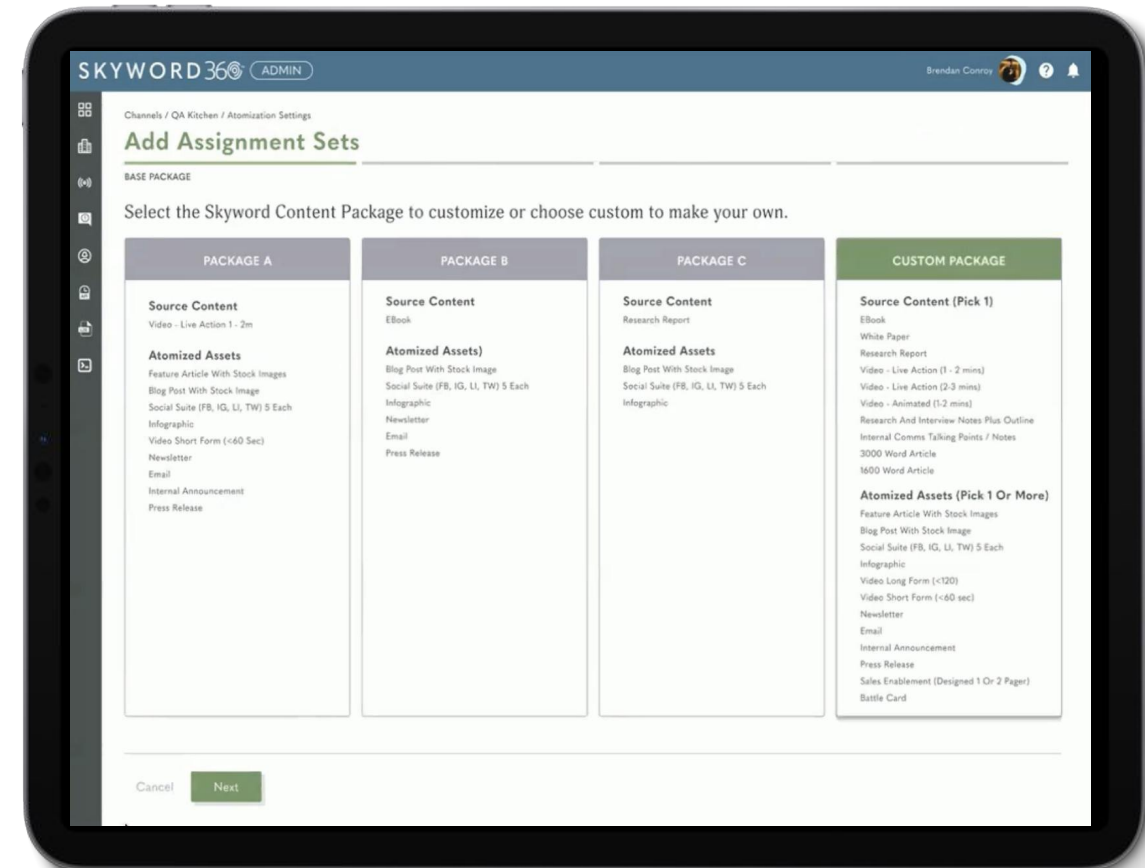 SKYWORD360 ADMIN
Brendan Conroy
Channels / QA Kitchen / Atomization Settings
Add Assignment Sets
BASE PACKAGE
Select the Skyword Content Package to customize or choose custom to make your own.
PACKAGE A
Source Content
Video - Live Action 1 - 2m
Atomized Assets
Feature Article With Stock Images
Blog Post With Stock Image
Social Suite (FB, IG, LI, TW) 5 Each
Infographic
Video Short Form (<60 Sec)
Newsletter
Email
Internal Announcement
Press Release
PACKAGE B
Source Content
EBook
Atomized Assets)
Blog Post With Stock Image
Social Suite (FB, IG, LI, TW) 5 Each
Infographic
Newsletter
Email
Press Release
PACKAGE C
Source Content
Research Report
Atomized Assets
Blog Post With Stock Image
Social Suite (FB, IG, LI, TW) 5 Each
Infographic
CUSTOM PACKAGE
Source Content (Pick 1)
EBook
White Paper
Research Report
Video - Live Action (1 - 2 mins)
Video - Live Action (2-3 mins)
Video - Animated (1-2 mins)
Research And Interview Notes Plus Outline
Internal Comms Talking Points / Notes
3000 Word Article
1600 Word Article
Atomized Assets (Pick 1 Or More)
Feature Article With Stock Images
Blog Post With Stock Image
Social Suite (FB, IG, LI, TW) 5 Each
Infographic
Video Long Form (<120)
Video Short Form (<60 sec)
Newsletter
Email
Internal Announcement
Press Release
Sales Enablement (Designed 1 Or 2 Pager)
Battle Card
Cancel
Next